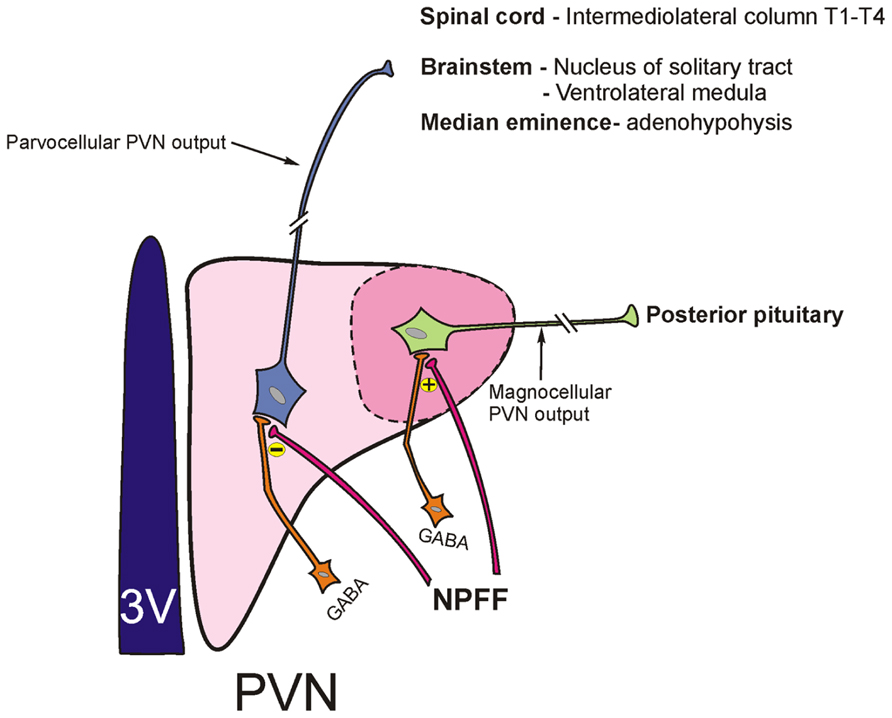 Spinal cord - Intermediolateral column T1-T4
Brainstem - Nucleus of solitary tract
- Ventrolateral medula
Median eminence- adenohypohysis
Parvocellular PVN output
Posterior pituitary
+
Magnocellular
PVN output
−
GABA
GABA
NPFF
3V
PVN